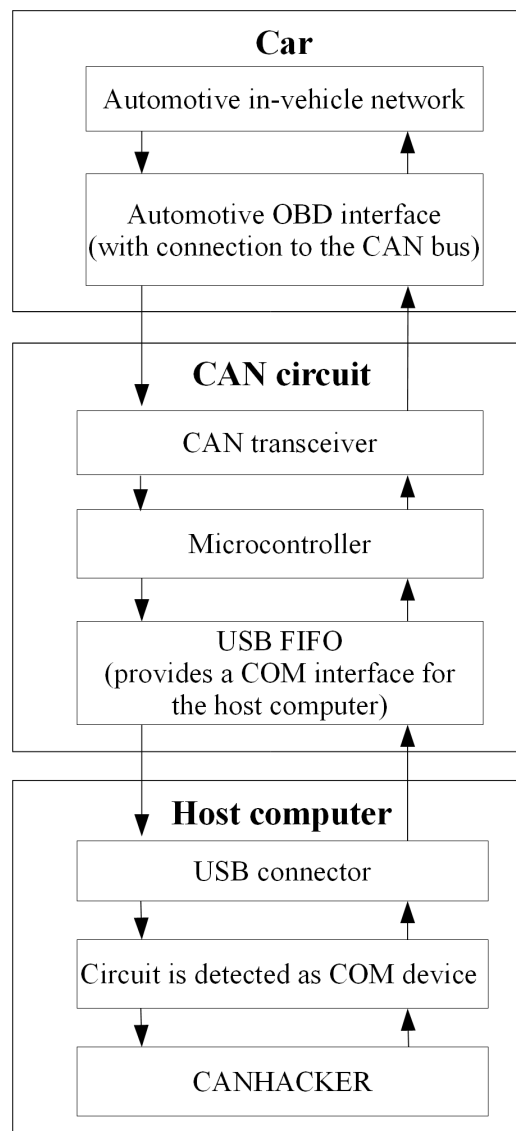 Car
Automotive in-vehicle network
Automotive OBD interface
(with connection to the CAN bus)
CAN circuit
CAN transceiver
Microcontroller
USB FIFO
(provides a COM interface for
the host computer)
Host computer
USB connector
Circuit is detected as COM device
CANHACKER